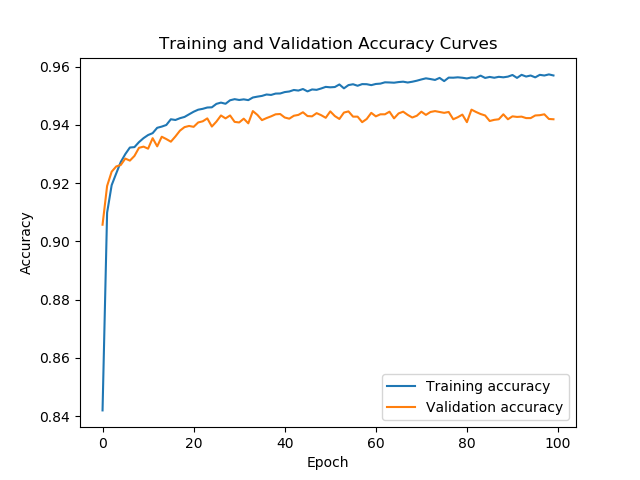 Training and Validation Accuracy Curves
0.96
0.94
0.92
0.90
0.88
0.86
0.84
Accuracy
Training accuracy
Validation accuracy
0 20 40 60 80 100
Epoch